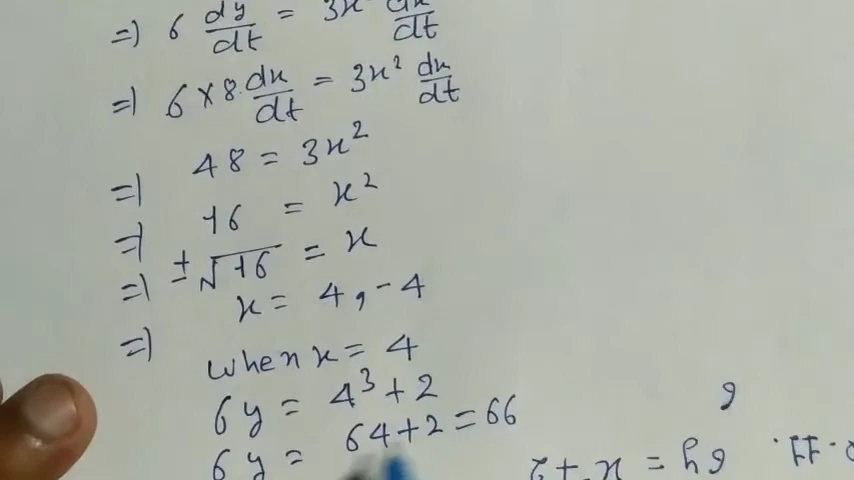 =) 6 dy/dt = 3x dx/dt
=) 6 × 8 . dx/dt = 3x² dx/dt
=) 48 = 3x²
=) 16 = x²
=) ±√16 = x
=) x = 4, -4
when x = 4
6y = 4³ + 2
6y = 64 + 2 = 66